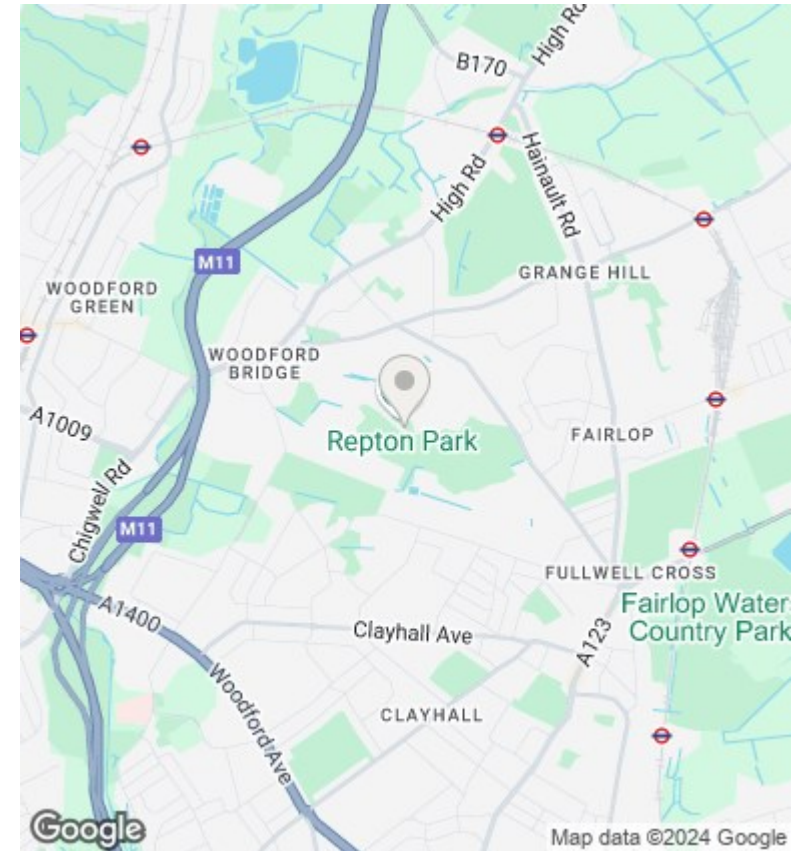 High Rd
B170
High Rd
Hainault Rd
M11
GRANGE HILL
WOODFORD
GREEN
WOODFORD
BRIDGE
A1009
Repton Park
FAIRLOP
Chigwell Rd
M11
FULLWELL CROSS
A1400
Fairlop Water
Country Park
Clayhall Ave
A123
Woodford Ave
CLAYHALL
Google
Map data ©2024 Google